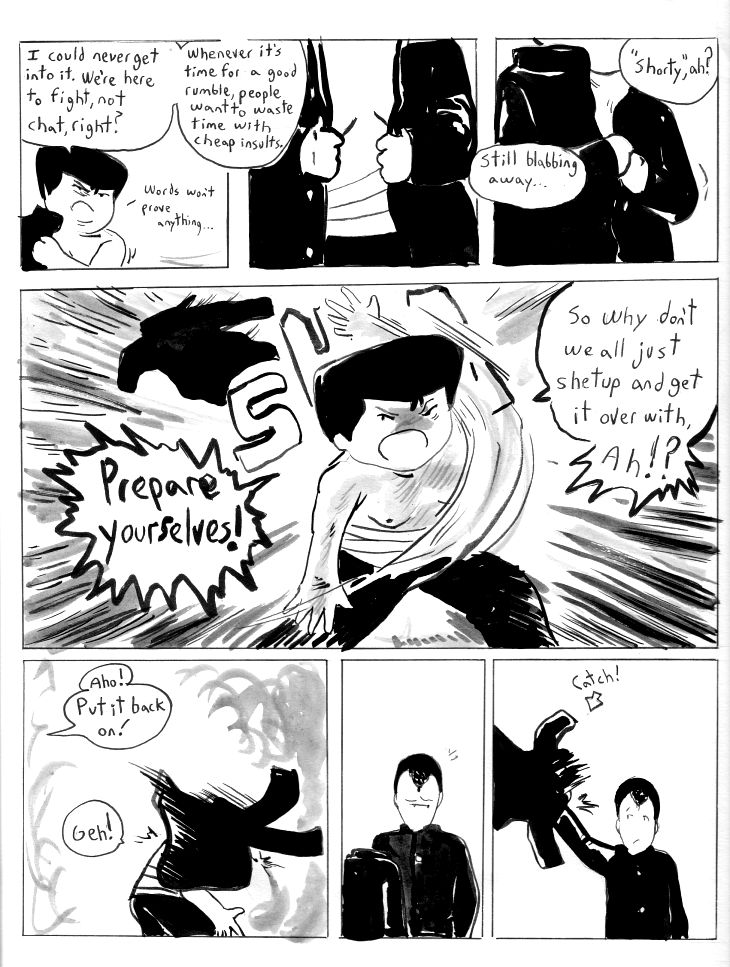 I could never get
into it. We're here
to fight, not
chat, right?
Whenever it's
time for a good
rumble, people
want to waste
time with
cheap insults.
Words won't
prove
anything...
"Shorty", ah?
Still blabbing
away...
So why don't
we all just
shetup and get
it over with,
Ah!?
Prepare
yourselves!
Aho!
Put it back
on!
Geh!
Catch!